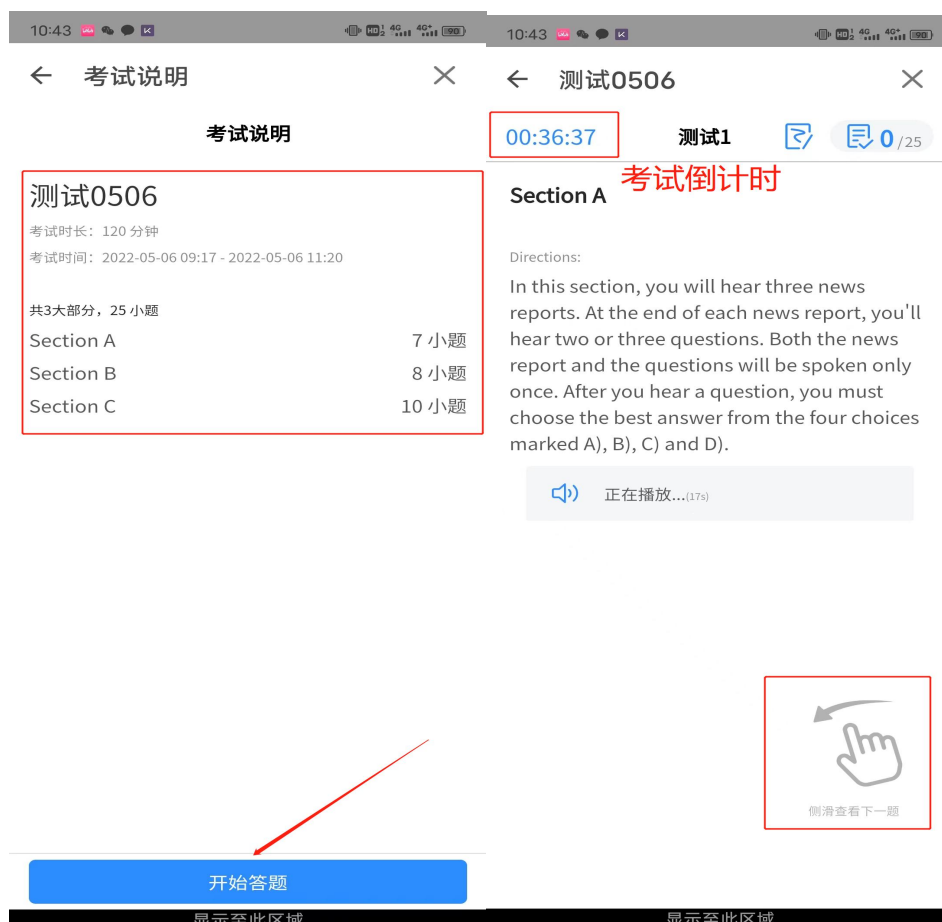 10:43
HD 4G 4G+ 90
考试说明
考试说明
测试0506
考试时长：120 分钟
考试时间：2022-05-06 09:17 - 2022-05-06 11:20
共3大部分，25 小题
Section A 7 小题
Section B 8 小题
Section C 10 小题
开始答题
显示至此区域
10:43
HD 4G 4G+ 90
测试0506
00:36:37 测试1 0/25
考试倒计时
Section A
Directions:
In this section, you will hear three news
reports. At the end of each news report, you'll
hear two or three questions. Both the news
report and the questions will be spoken only
once. After you hear a question, you must
choose the best answer from the four choices
marked A), B), C) and D).
正在播放...(17s)
侧滑查看下一题
显示至此区域